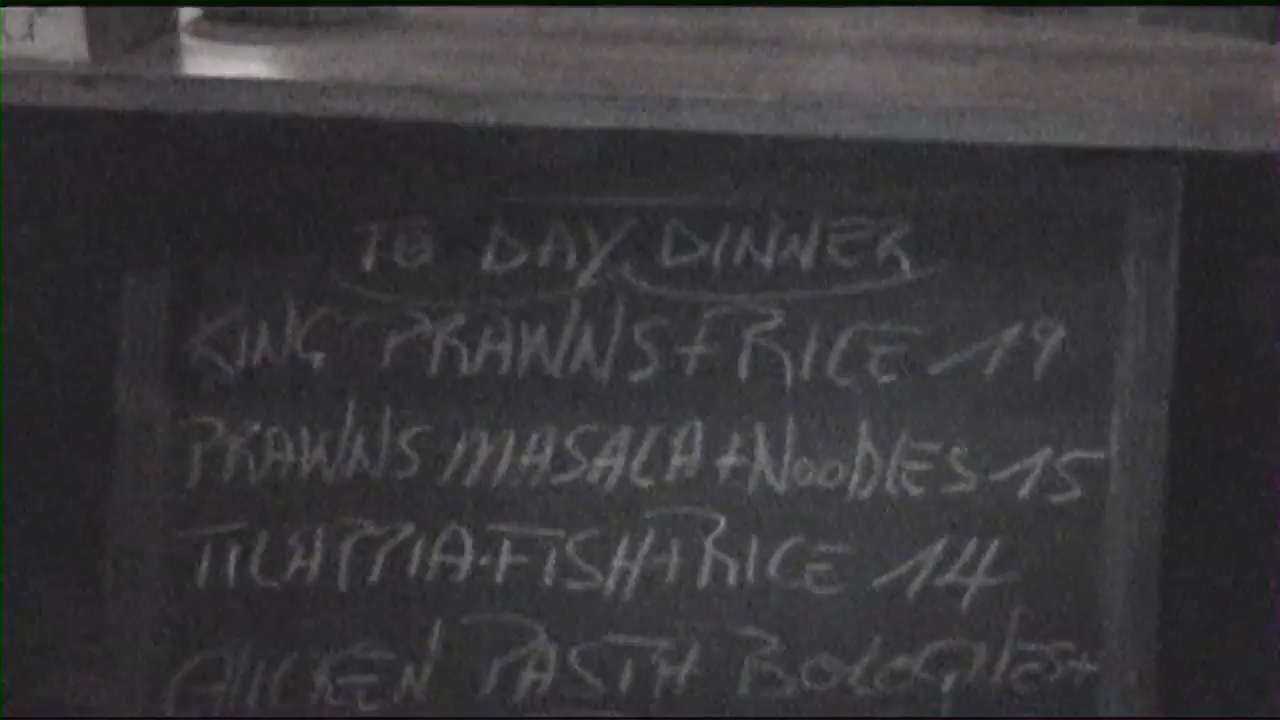 TO DAY DINNER
KING PRAWNS+RICE 19
PRAWNS MASALA+NOODLES 15
TILAPPIA-FISH+RICE 14
CHICKEN PASTA